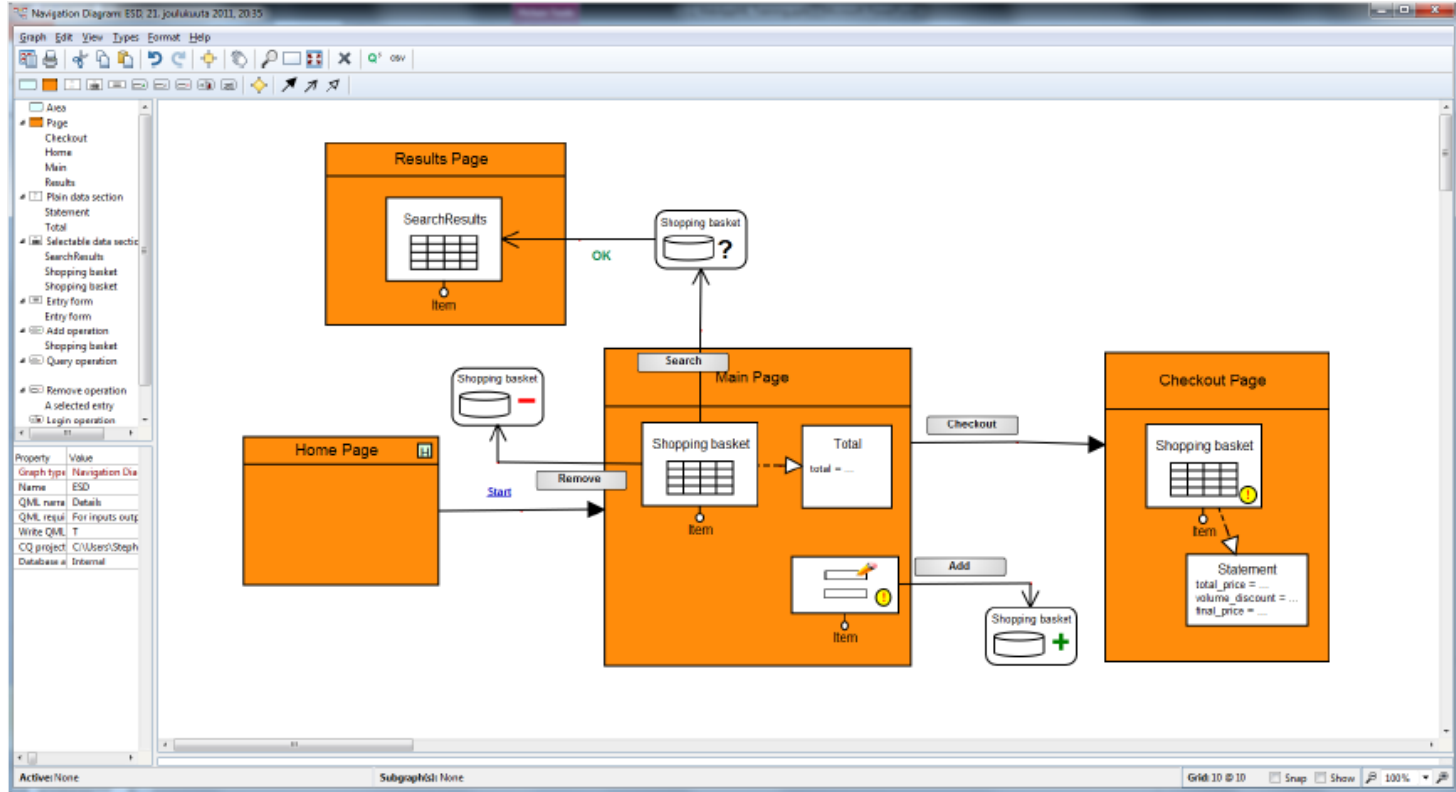 Navigation Diagram: ESD, 21. joulukuuta 2011, 20:35
Graph Edit View Types Format Help
Area
Page
Checkout
Home
Main
Results
Plain data section
Statement
Total
Selectable data sectic
SearchResults
Shopping basket
Shopping basket
Entry form
Entry form
Add operation
Shopping basket
Query operation
Remove operation
A selected entry
Login operation
Property Value
Graph type Navigation Dia
Name ESD
QML name Details
QML requi For inputs outp
Write QML T
CQ project C:\Users\Steph
Database a Internal
Results Page
SearchResults
Item
OK
Shopping basket
?
Search
Main Page
Shopping basket
Home Page
H
Start
Remove
Shopping basket
Item
Total
total = ...
Item
Checkout
Add
Shopping basket
Checkout Page
Shopping basket
Item
Statement
total_price = ...
volume_discount = ...
final_price = ...
Active: None
Subgraph(s): None
Grid: 10 @ 10
Snap
Show
100%